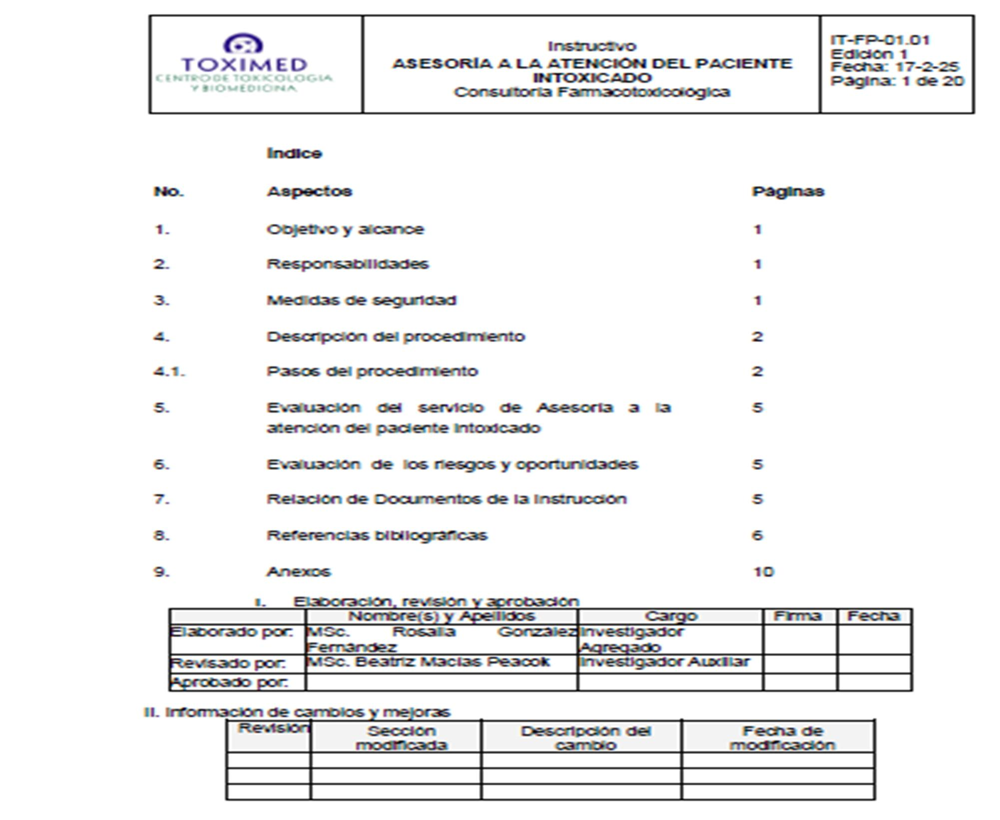 TOXIMED
CENTRO DE TOXICOLOGIA
Y BIOMEDICINA
Instructivo
ASESORÍA A LA ATENCIÓN DEL PACIENTE
INTOXICADO
Consultoría Farmacotoxicológica
IT-FP-01.01
Edición 1
Fecha: 17-2-25
Página: 1 de 20
Índice
No. Aspectos Páginas
1. Objetivo y alcance 1
2. Responsabilidades 1
3. Medidas de seguridad 1
4. Descripción del procedimiento 2
4.1. Pasos del procedimiento 2
5. Evaluación del servicio de Asesoría a la 5
atención del paciente intoxicado
6. Evaluación de los riesgos y oportunidades 5
7. Relación de Documentos de la Instrucción 5
8. Referencias bibliográficas 6
9. Anexos 10
I. Elaboración, revisión y aprobación
Nombre(s) y Apellidos Cargo Firma Fecha
Elaborado por: MSc. Rosalía González Investigador
Fernández Agregado
Revisado por: MSc. Beatriz Macías Peacok Investigador Auxiliar
Aprobado por:
II. Información de cambios y mejoras
Revisión Sección Descripción del Fecha de
modificada cambio modificación